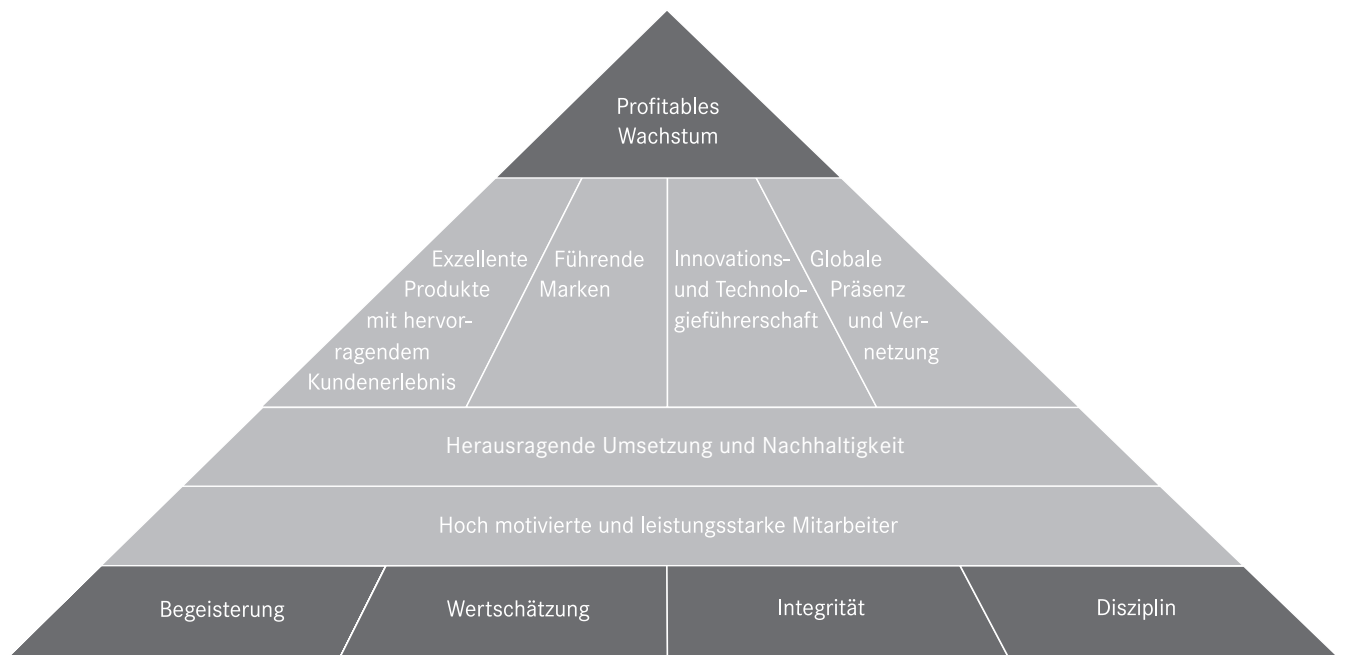 Profitables
Wachstum
Exzellente
Produkte
mit hervor-
ragendem
Kundenerlebnis
Führende
Marken
Innovations-
und Technolo-
gieführerschaft
Globale
Präsenz
und Ver-
netzung
Herausragende Umsetzung und Nachhaltigkeit
Hoch motivierte und leistungsstarke Mitarbeiter
Begeisterung
Wertschätzung
Integrität
Disziplin